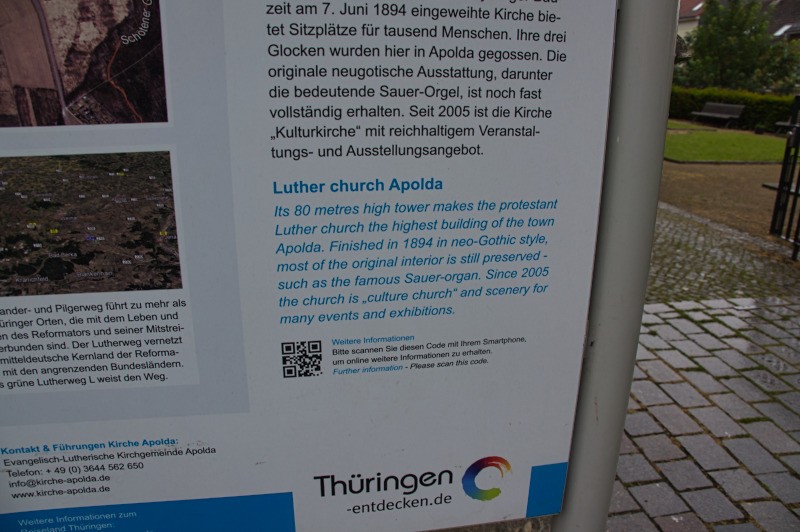 zeit am 7. Juni 1894 eingeweihte Kirche bie-
tet Sitzplätze für tausend Menschen. Ihre drei
Glocken wurden hier in Apolda gegossen. Die
originale neugotische Ausstattung, darunter
die bedeutende Sauer-Orgel, ist noch fast
vollständig erhalten. Seit 2005 ist die Kirche
„Kulturkirche“ mit reichhaltigem Veranstal-
tungs- und Ausstellungsangebot.
Luther church Apolda
Its 80 metres high tower makes the protestant
Luther church the highest building of the town
Apolda. Finished in 1894 in neo-Gothic style,
most of the original interior is still preserved -
such as the famous Sauer-organ. Since 2005
the church is „culture church“ and scenery for
many events and exhibitions.
Weitere Informationen
Bitte scannen Sie diesen Code mit Ihrem Smartphone,
um online weitere Informationen zu erhalten.
Further information - Please scan this code.
ander- und Pilgerweg führt zu mehr als
üringer Orten, die mit dem Leben und
en des Reformators und seiner Mitstrei-
erbunden sind. Der Lutherweg vernetzt
mitteldeutsche Kernland der Reforma-
mit den angrenzenden Bundesländern.
s grüne Lutherweg L weist den Weg.
Kontakt & Führungen Kirche Apolda:
Evangelisch-Lutherische Kirchgemeinde Apolda
Telefon: + 49 (0) 3644 562 650
info@kirche-apolda.de
www.kirche-apolda.de
Weitere Informationen zum
Reiseland Thüringen:
Thüringen
-entdecken.de